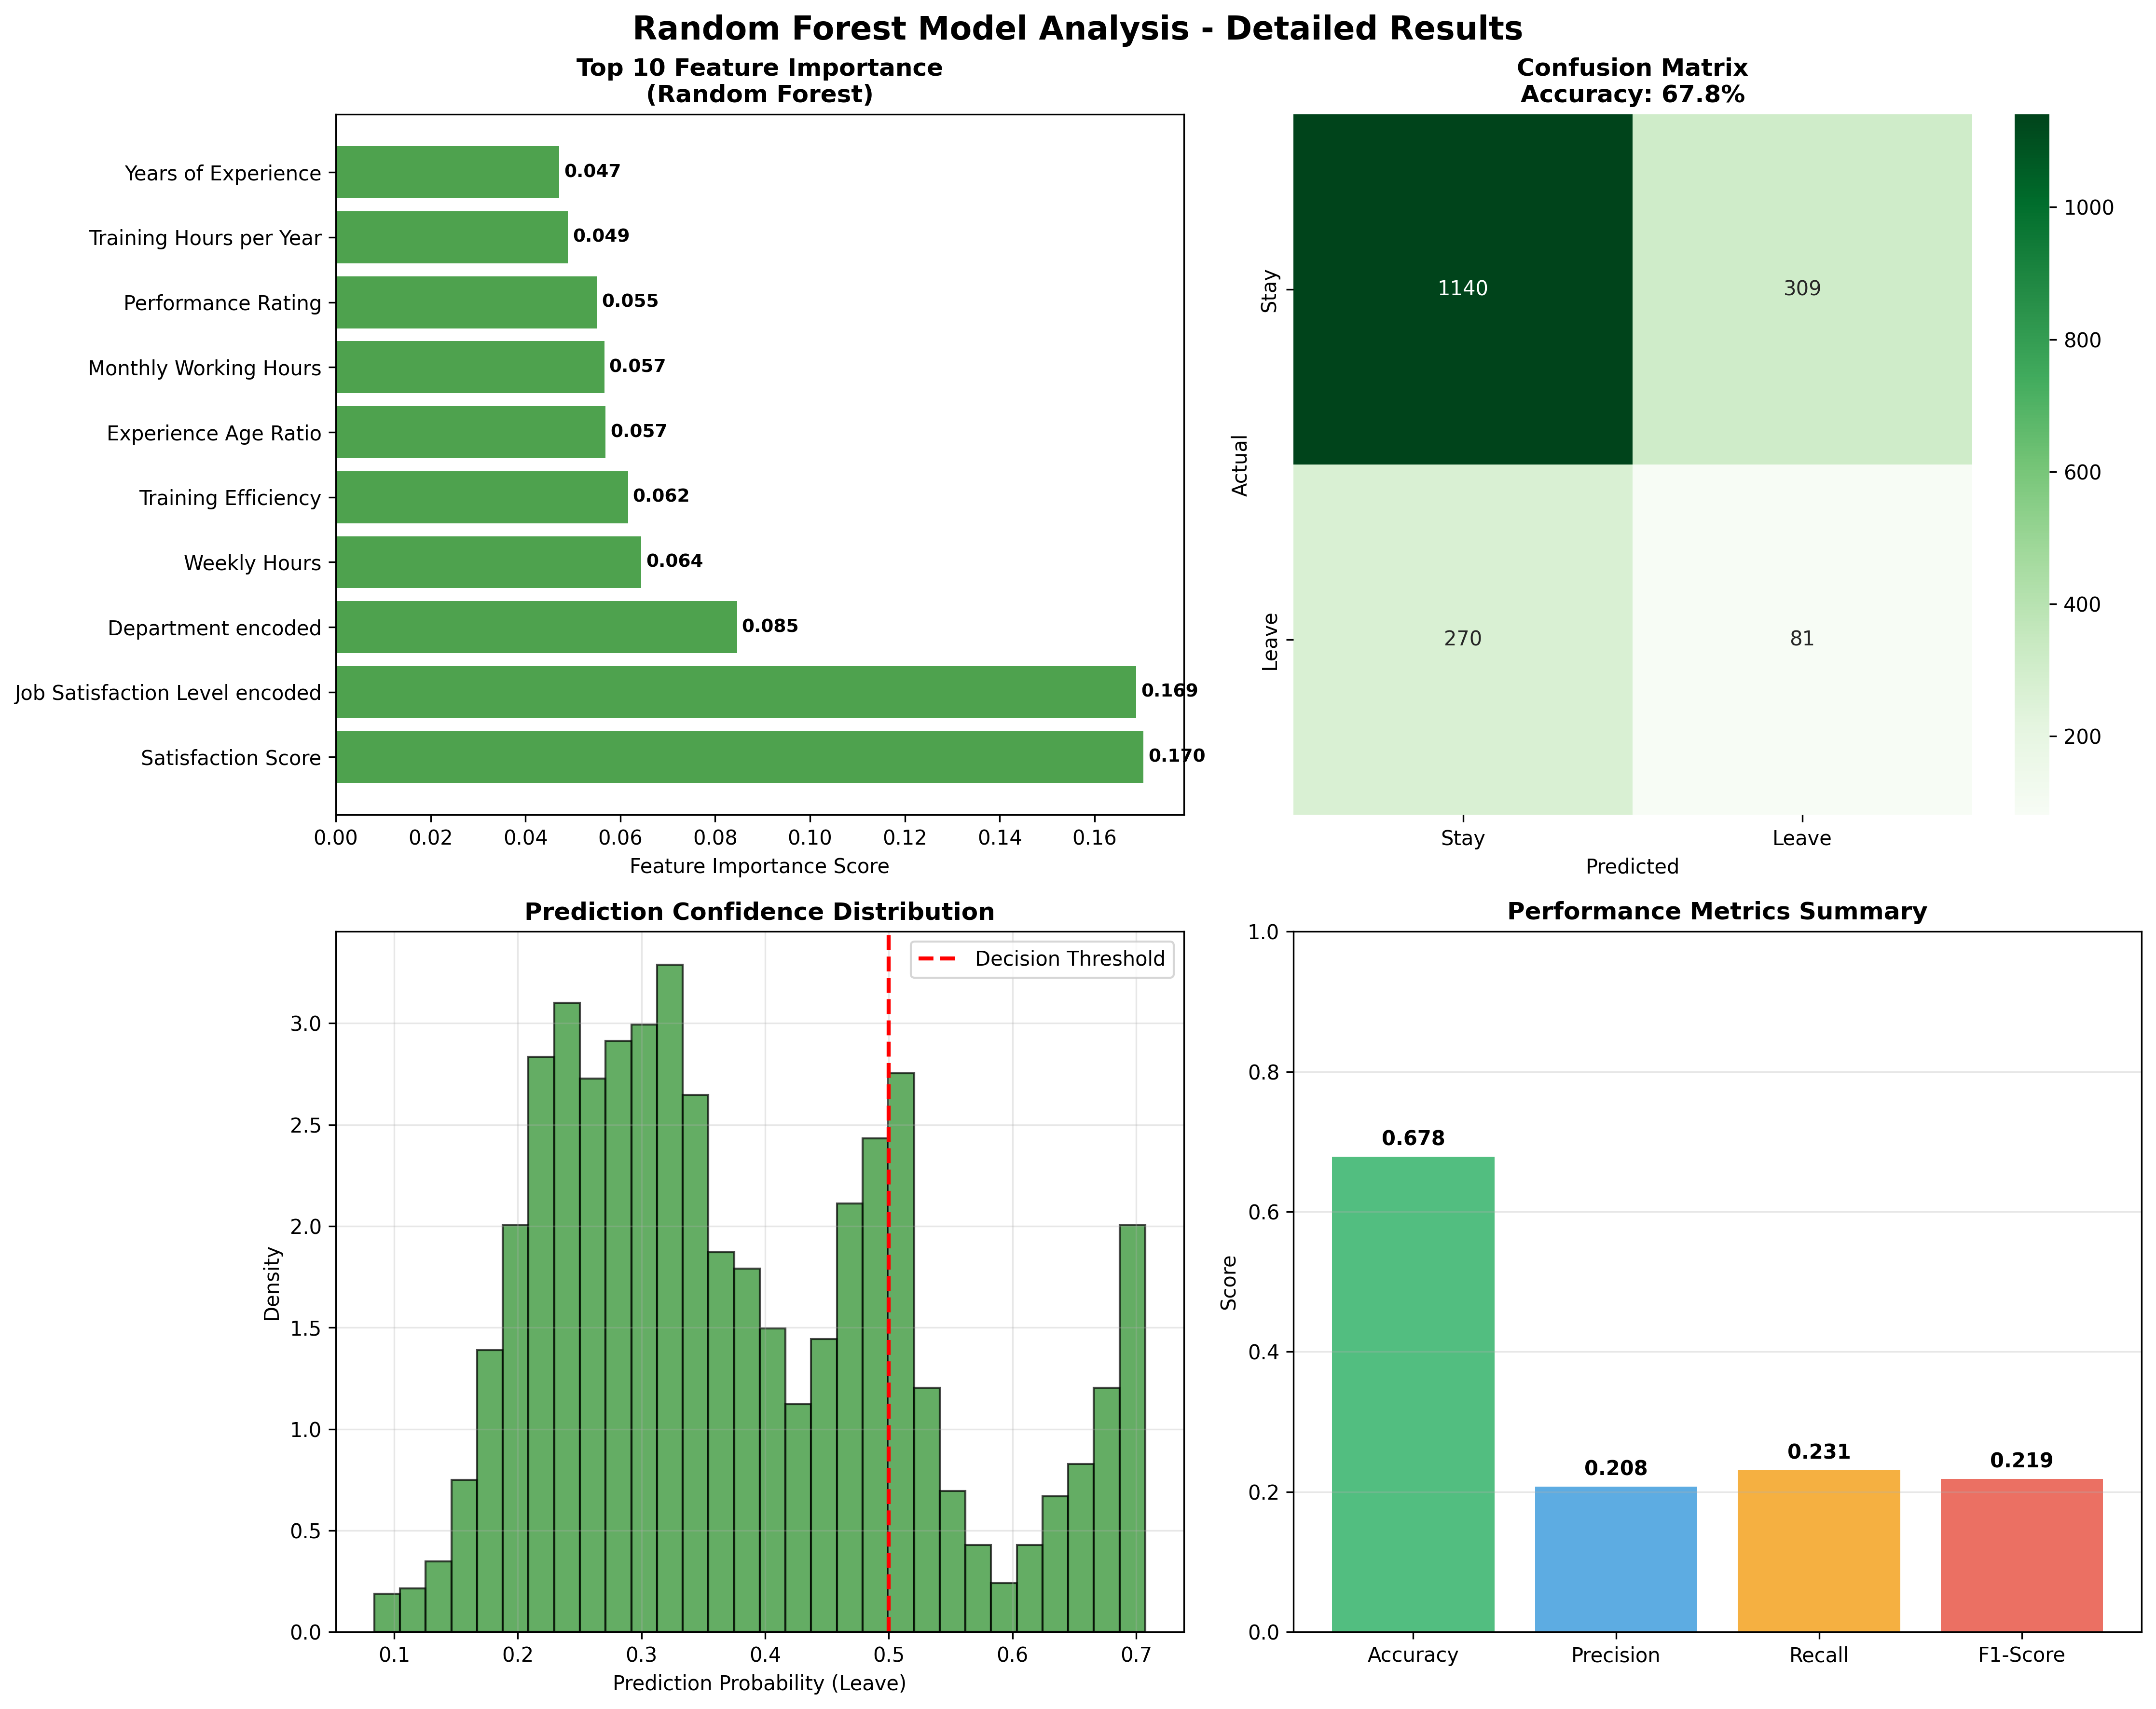 Random Forest Model Analysis - Detailed Results
Top 10 Feature Importance
(Random Forest)
Years of Experience
0.047
Training Hours per Year
0.049
Performance Rating
0.055
Monthly Working Hours
0.057
Experience Age Ratio
0.057
Training Efficiency
0.062
Weekly Hours
0.064
Department encoded
0.085
Job Satisfaction Level encoded
0.169
Satisfaction Score
0.170
0.00 0.02 0.04 0.06 0.08 0.10 0.12 0.14 0.16
Feature Importance Score
Confusion Matrix
Accuracy: 67.8%
Actual
Stay
1140 309
Leave
270 81
Stay Leave
Predicted
1000
800
600
400
200
Prediction Confidence Distribution
Decision Threshold
Density
3.0
2.5
2.0
1.5
1.0
0.5
0.0
0.1 0.2 0.3 0.4 0.5 0.6 0.7
Prediction Probability (Leave)
Performance Metrics Summary
Score
1.0
0.8
0.6
0.4
0.2
0.0
0.678
0.208
0.231
0.219
Accuracy Precision Recall F1-Score